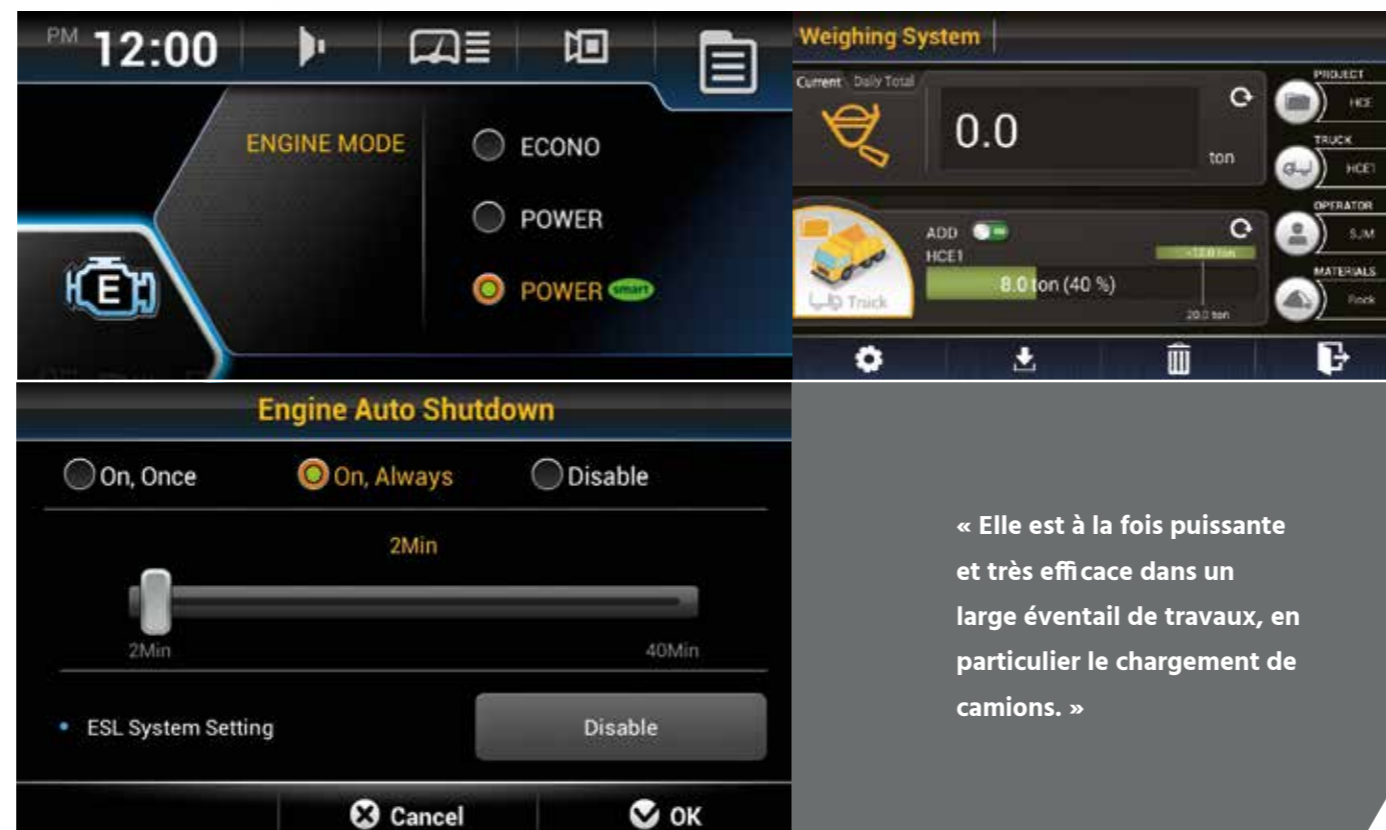 PM 12:00
ENGINE MODE
ECONO
POWER
POWER smart
E
Weighing System
Current Daily Total
0.0
ton
ADD
HCE1
8.0 ton (40 %)
20.0 ton
Truck
PROJECT
HCE
TRUCK
HCE1
OPERATOR
SJM
MATERIALS
Rock
Engine Auto Shutdown
On, Once
On, Always
Disable
2Min
2Min
40Min
• ESL System Setting
Disable
Cancel
OK
« Elle est à la fois puissante
et très efficace dans un
large éventail de travaux, en
particulier le chargement de
camions. »